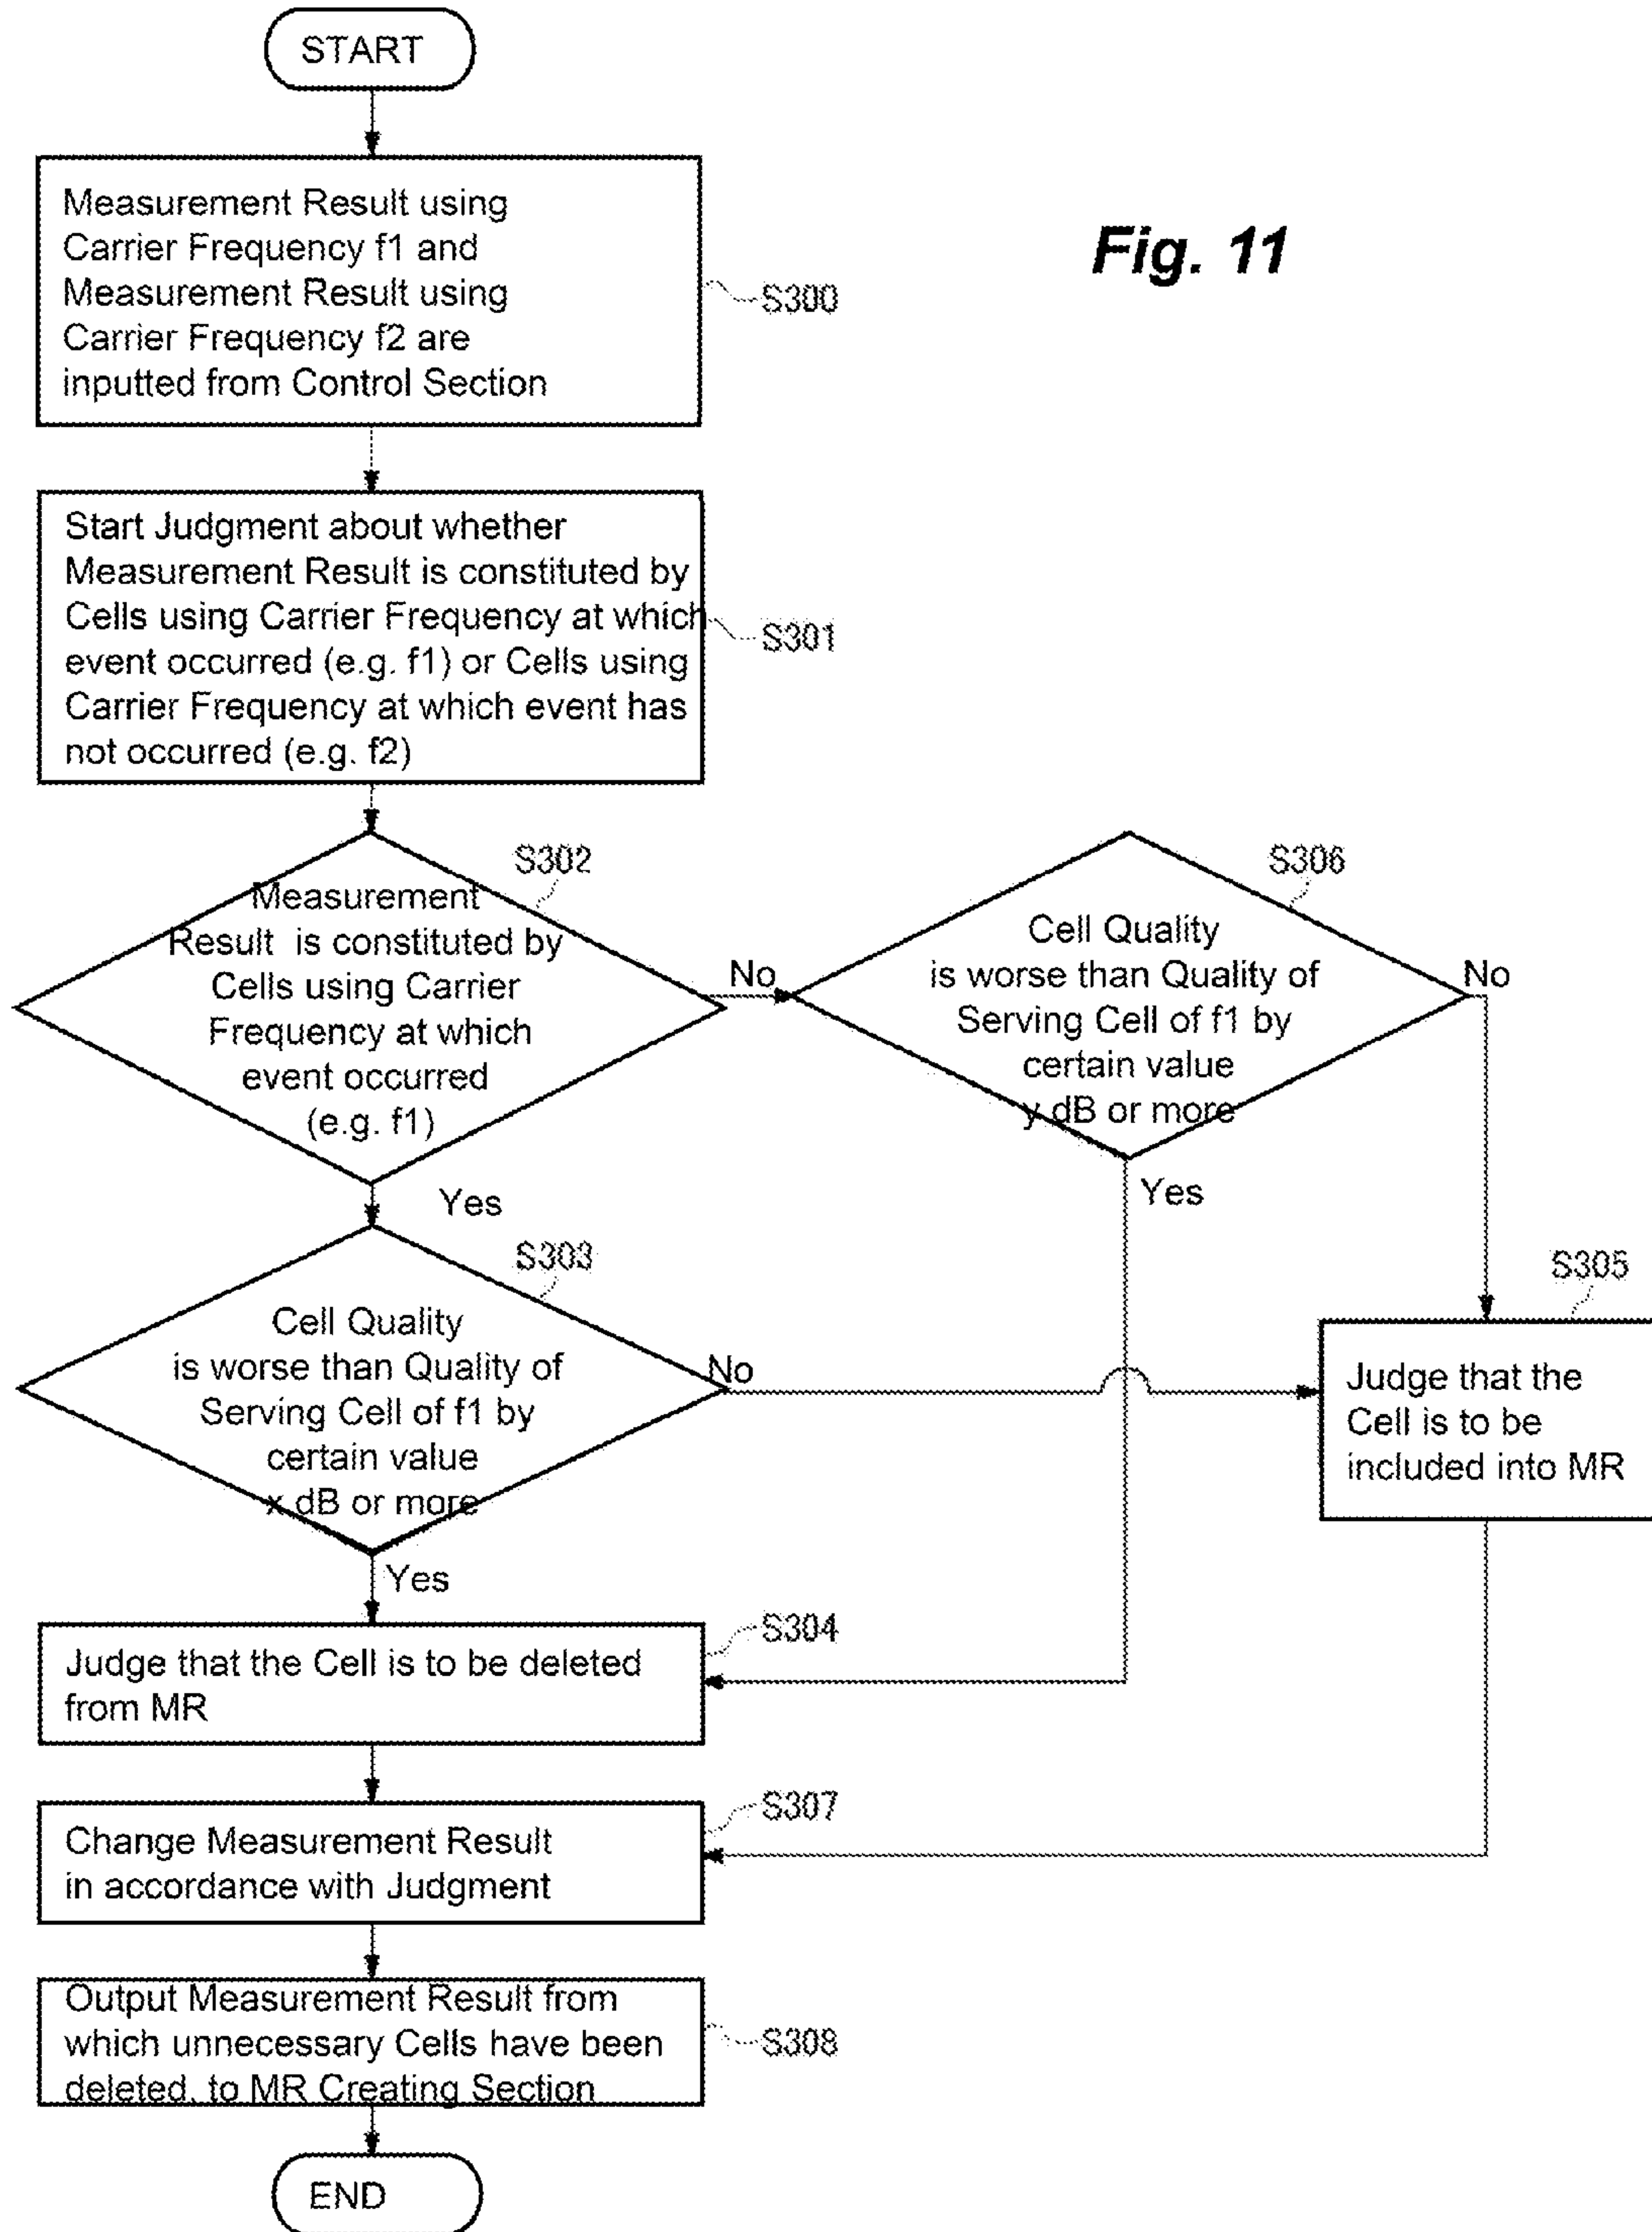 START
Fig. 11
Measurement Result using
Carrier Frequency f1 and
Measurement Result using
Carrier Frequency f2 are
inputted from Control Section
S300
Start Judgment about whether
Measurement Result is constituted by
Cells using Carrier Frequency at which
event occurred (e.g. f1) or Cells using
Carrier Frequency at which event has
not occurred (e.g. f2)
S301
S302
Measurement
Result is constituted by
Cells using Carrier
Frequency at which
event occurred
(e.g. f1)
No
Yes
S306
Cell Quality
is worse than Quality of
Serving Cell of f1 by
certain value
y dB or more
No
Yes
S303
Cell Quality
is worse than Quality of
Serving Cell of f1 by
certain value
x dB or more
No
Yes
S305
Judge that the
Cell is to be
included into MR
S304
Judge that the Cell is to be deleted
from MR
S307
Change Measurement Result
in accordance with Judgment
Output Measurement Result from
which unnecessary Cells have been
deleted, to MR Creating Section
S308
END